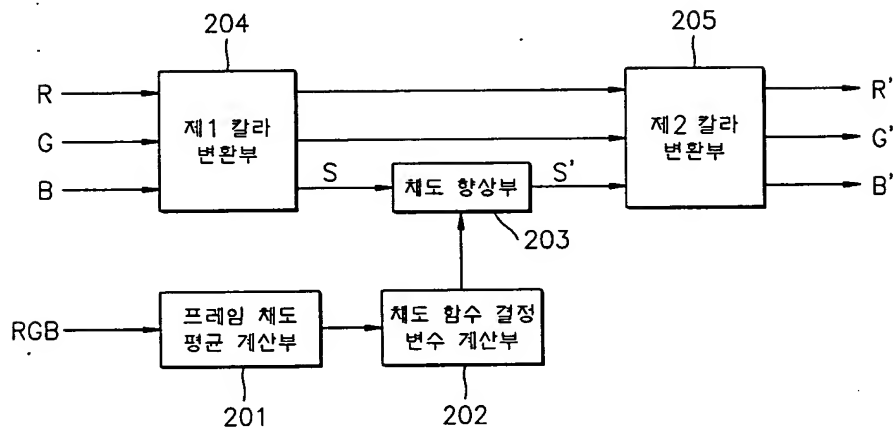 204
205
R
G
B
제1 칼라
변환부
S
채도 향상부
S'
203
제2 칼라
변환부
R'
G'
B'
RGB
프레임 채도
평균 계산부
201
채도 함수 결정
변수 계산부
202